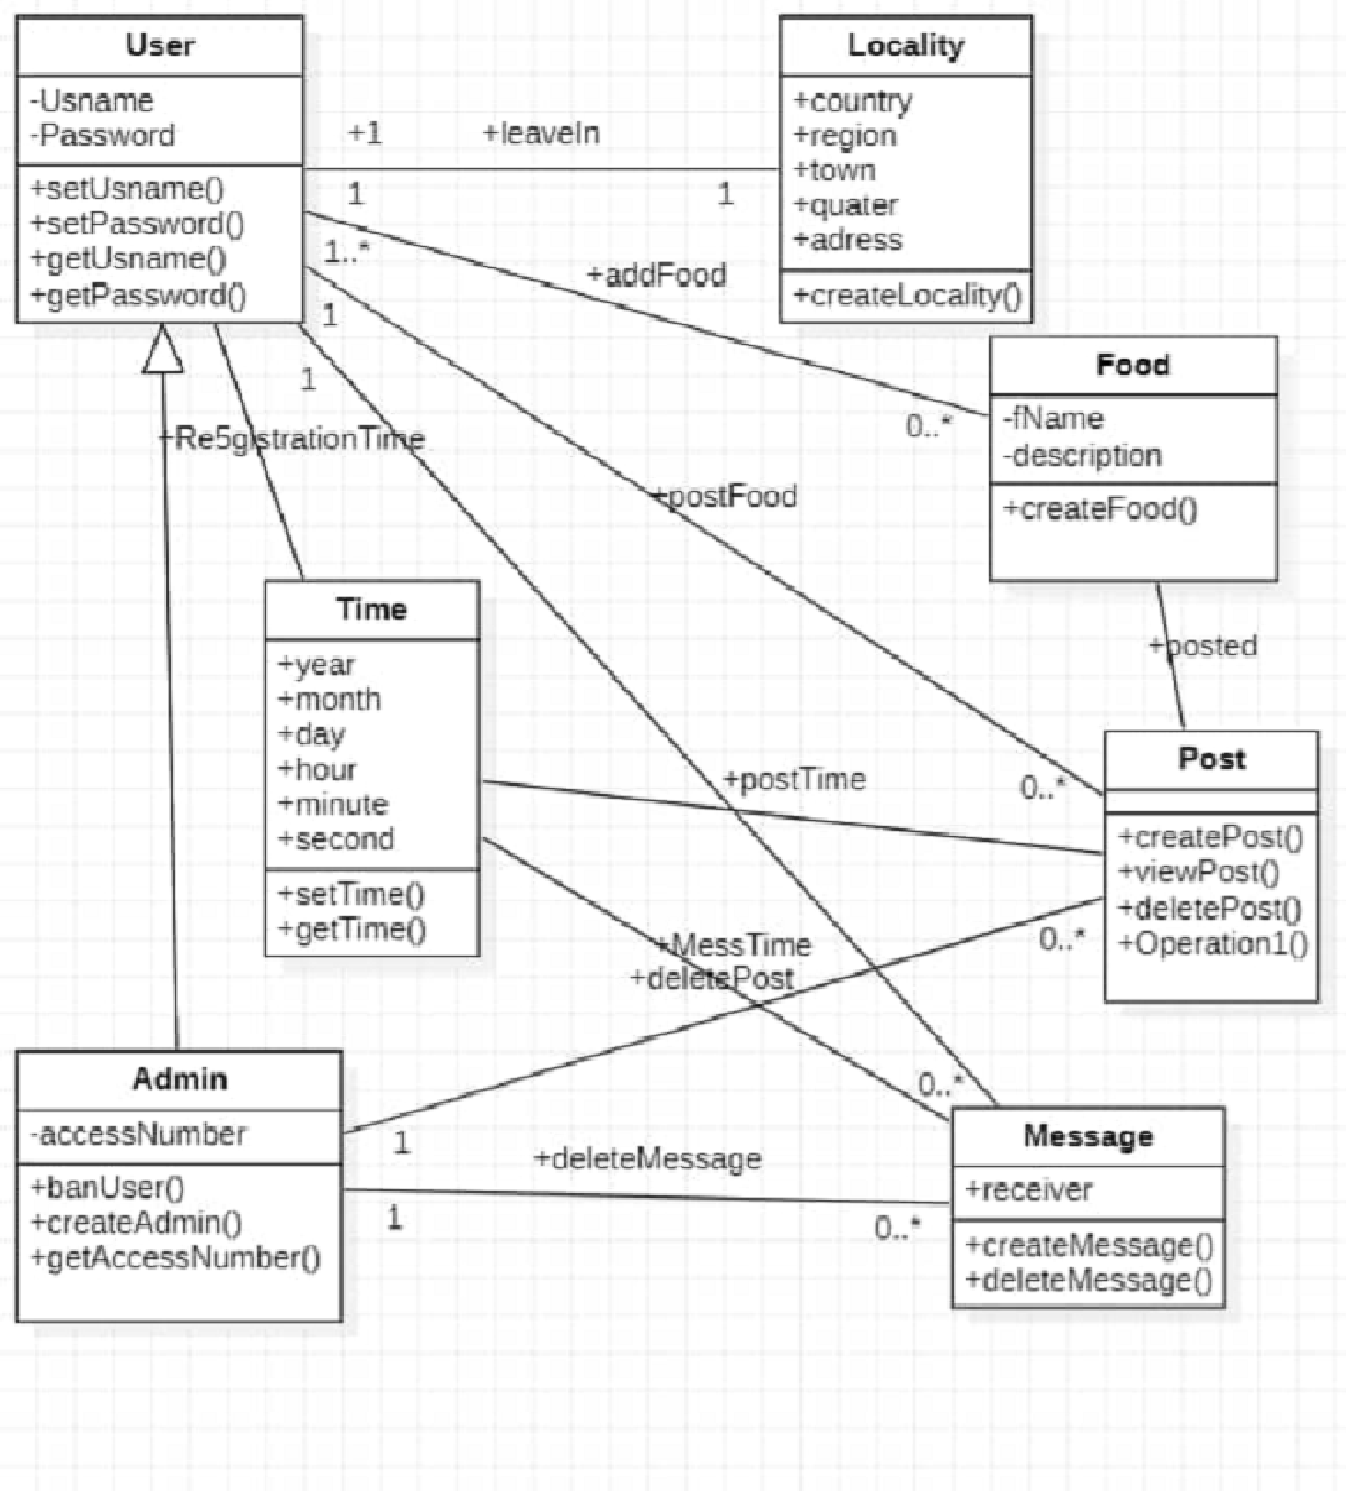 User
-Usname
-Password
+setUsname()
+setPassword()
+getUsname()
+getPassword()
+1
+leaveIn
1
1
Locality
+country
+region
+town
+quater
+adress
+createLocality()
1..*
+addFood
0..*
1
1
+Re5gistrationTime
+postFood
0..*
Food
-fName
-description
+createFood()
+posted
Time
+year
+month
+day
+hour
+minute
+second
+setTime()
+getTime()
+postTime
Post
+createPost()
+viewPost()
+deletePost()
+Operation1()
0..*
+MessTime
+deletePost
Admin
-accessNumber
+banUser()
+createAdmin()
+getAccessNumber()
1
+deleteMessage
1
0..*
0..*
Message
+receiver
+createMessage()
+deleteMessage()